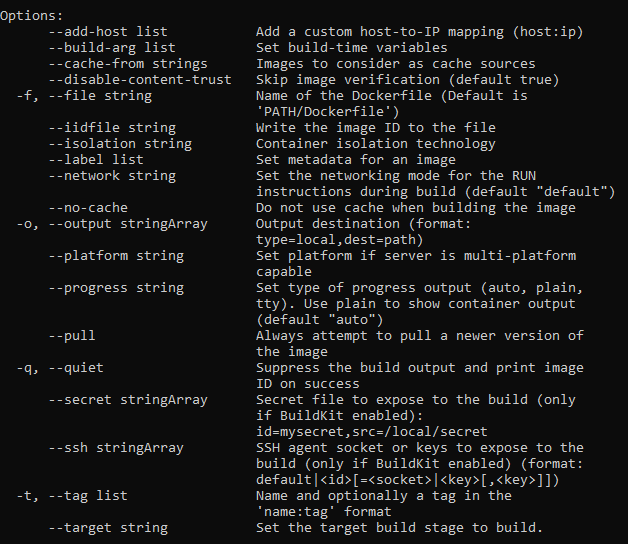 Options:
      --add-host list           Add a custom host-to-IP mapping (host:ip)
      --build-arg list          Set build-time variables
      --cache-from strings      Images to consider as cache sources
      --disable-content-trust   Skip image verification (default true)
  -f, --file string             Name of the Dockerfile (Default is
                                'PATH/Dockerfile')
      --iidfile string          Write the image ID to the file
      --isolation string        Container isolation technology
      --label list              Set metadata for an image
      --network string          Set the networking mode for the RUN
                                instructions during build (default "default")
      --no-cache                Do not use cache when building the image
  -o, --output stringArray      Output destination (format:
                                type=local,dest=path)
      --platform string         Set platform if server is multi-platform
                                capable
      --progress string         Set type of progress output (auto, plain,
                                tty). Use plain to show container output
                                (default "auto")
      --pull                    Always attempt to pull a newer version of
                                the image
  -q, --quiet                   Suppress the build output and print image
                                ID on success
      --secret stringArray      Secret file to expose to the build (only
                                if BuildKit enabled):
                                id=mysecret,src=/local/secret
      --ssh stringArray         SSH agent socket or keys to expose to the
                                build (only if BuildKit enabled) (format:
                                default|<id>[=<socket>|<key>[,<key>]])
  -t, --tag list                Name and optionally a tag in the
                                'name:tag' format
      --target string           Set the target build stage to build.